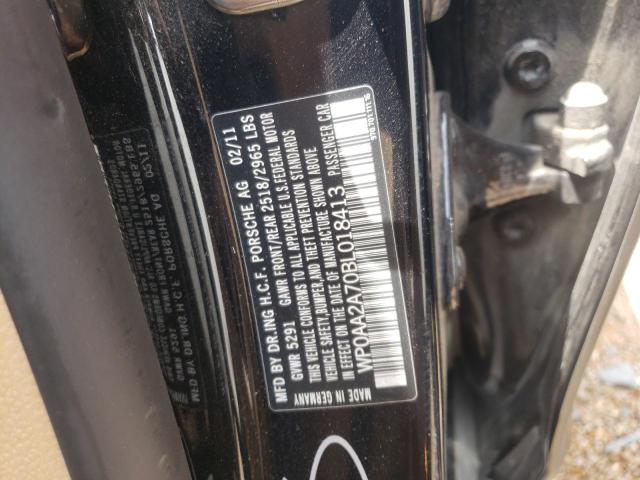 MFD BY DR.ING H.C.F. PORSCHE AG 02/11
GVWR 5291 GAWR FRONT/REAR 2518/2965 LBS
THIS VEHICLE CONFORMS TO ALL APPLICABLE U.S.FEDERAL MOTOR
VEHICLE SAFETY,BUMPER,AND THEFT PREVENTION STANDARDS
IN EFFECT ON THE DATE OF MANUFACTURE SHOWN ABOVE.
WP0AA2A70BL018413 PASSENGER CAR
MADE IN GERMANY